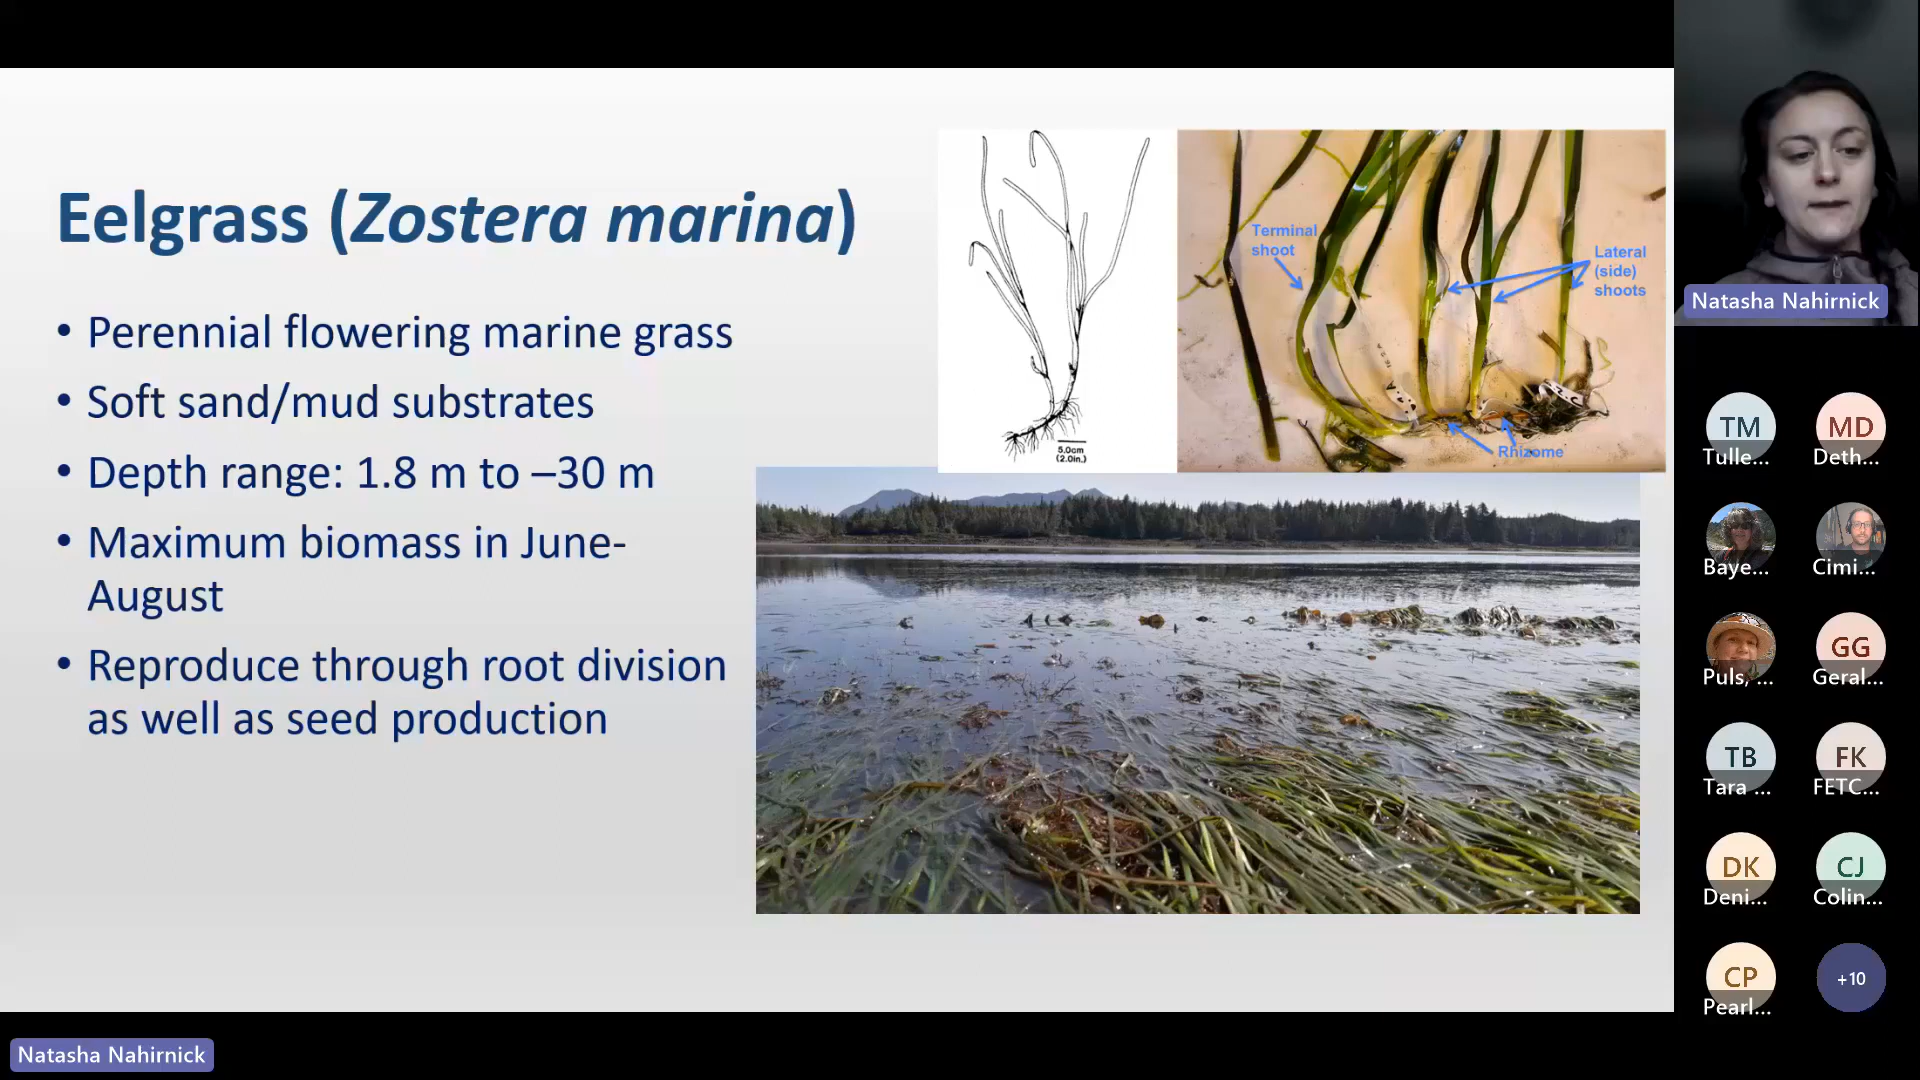 Eelgrass (Zostera marina)
• Perennial flowering marine grass
• Soft sand/mud substrates
• Depth range: 1.8 m to –30 m
• Maximum biomass in June-
August
• Reproduce through root division
as well as seed production
5.0cm
(2.0in.)
Terminal
shoot
Lateral
(side)
shoots
Rhizome
Natasha Nahirnick
TM
Tulle...
MD
Deth...
Baye...
Cimi...
Puls, ...
GG
Geral...
TB
Tara ...
FK
FETC...
DK
Deni...
CJ
Colin...
CP
Pearl...
+10
Natasha Nahirnick